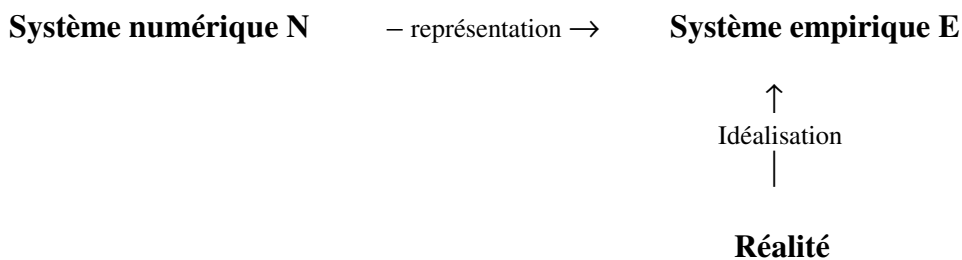 Système numérique N – représentation → Système empirique E
↑
Idéalisation
|
Réalité